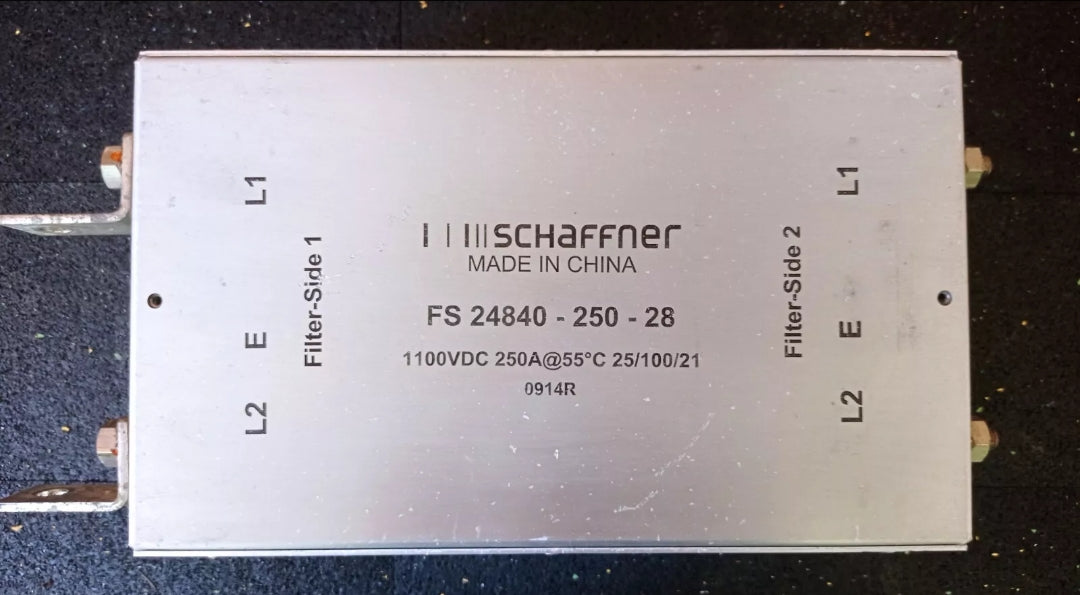 L1
E
L2
Filter-Side 1
SCHAFFNER
MADE IN CHINA
FS 24840 - 250 - 28
1100VDC 250A@55°C 25/100/21
0914R
Filter-Side 2
L1
E
L2